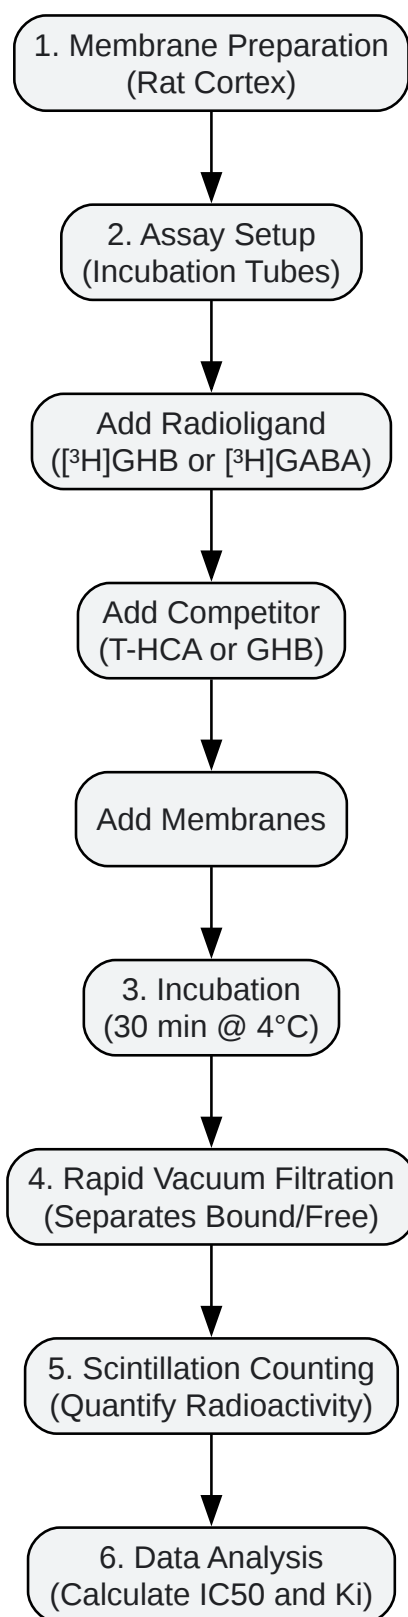 1. Membrane Preparation
(Rat Cortex)
2. Assay Setup
(Incubation Tubes)
Add Radioligand
([³H]GHB or [³H]GABA)
Add Competitor
(T-HCA or GHB)
Add Membranes
3. Incubation
(30 min @ 4°C)
4. Rapid Vacuum Filtration
(Separates Bound/Free)
5. Scintillation Counting
(Quantify Radioactivity)
6. Data Analysis
(Calculate IC50 and Ki)